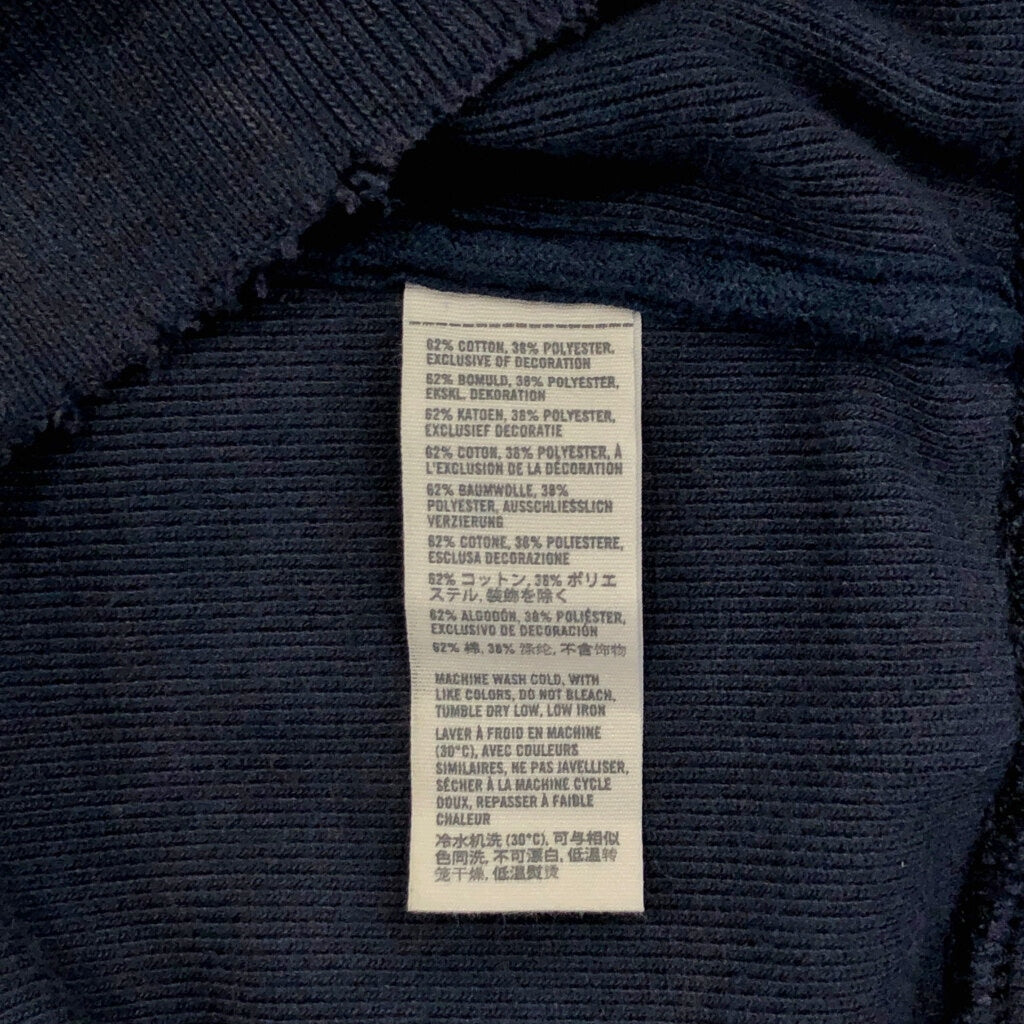 62% COTTON, 38% POLYESTER,
EXCLUSIVE OF DECORATION
62% BOMULD, 38% POLYESTER,
EKSKL. DEKORATION
62% KATOEN, 38% POLYESTER,
EXCLUSIEF DECORATIE
62% COTON, 38% POLYESTER, À
L'EXCLUSION DE LA DÉCORATION
62% BAUMWOLLE, 38%
POLYESTER, AUSSCHLIESSLICH
VERZIERUNG
62% COTONE, 38% POLIESTERE,
ESCLUSA DECORAZIONE
62% コットン, 38% ポリエ
ステル, 装飾を除く
62% ALGODÓN, 38% POLIÉSTER,
EXCLUSIVO DE DECORACIÓN
62% 棉, 38% 涤纶, 不含饰物
MACHINE WASH COLD, WITH
LIKE COLORS, DO NOT BLEACH,
TUMBLE DRY LOW, LOW IRON
LAVER À FROID EN MACHINE
(30°C), AVEC COULEURS
SIMILAIRES, NE PAS JAVELLISER,
SÉCHER À LA MACHINE CYCLE
DOUX, REPASSER À FAIBLE
CHALEUR
冷水机洗 (30°C), 可与相似
色同洗, 不可漂白, 低温转
笼干燥, 低温熨烫